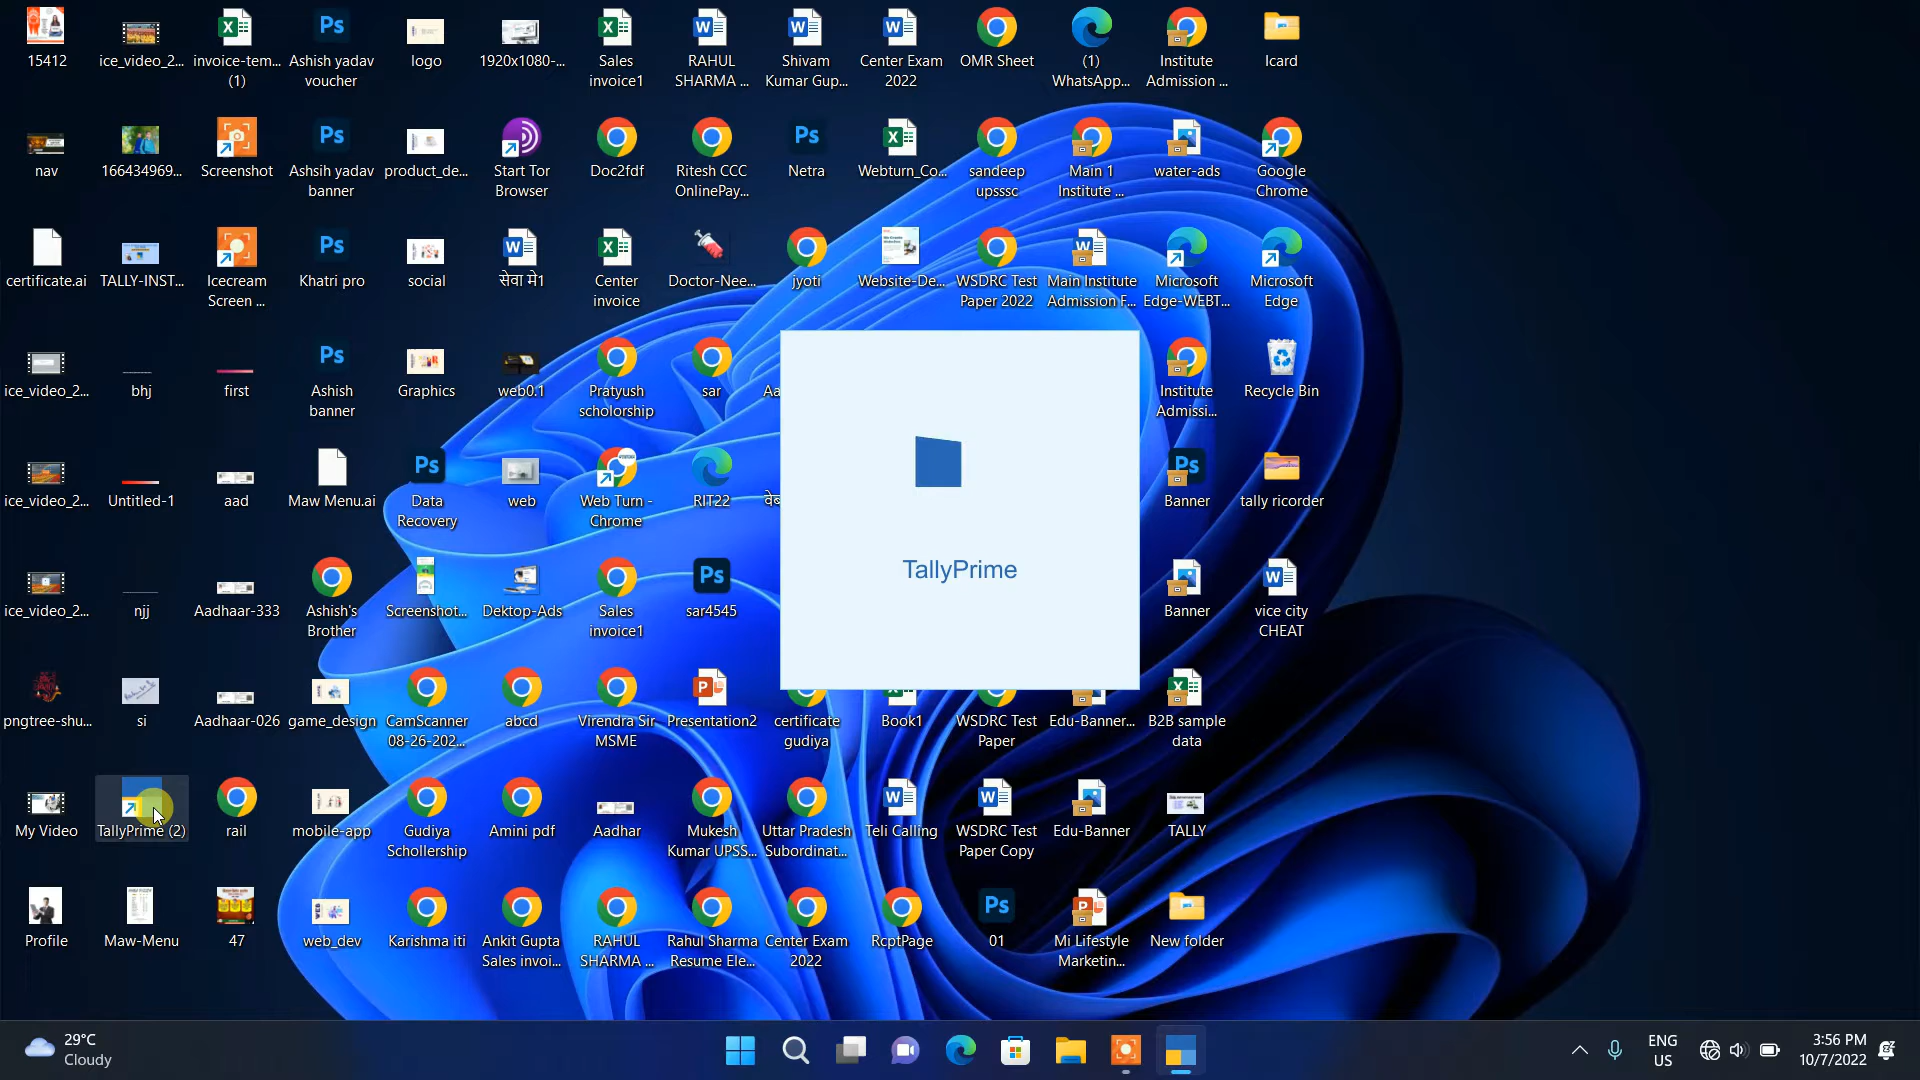 15412
ice_video_2...
invoice-tem...
(1)
Ashish yadav
voucher
logo
1920x1080-...
Sales
invoice1
RAHUL
SHARMA ...
Shivam
Kumar Gup...
Center Exam
2022
OMR Sheet
(1)
WhatsApp...
Institute
Admission ...
Icard
nav
166434969...
Screenshot
Ashsih yadav
banner
product_de...
Start Tor
Browser
Doc2fdf
Ritesh CCC
OnlinePay...
Netra
Webturn_Co...
sandeep
upsssc
Main 1
Institute ...
water-ads
Google
Chrome
certificate.ai
TALLY-INST...
Icecream
Screen ...
Khatri pro
social
सेवा मे1
Center
invoice
Doctor-Nee...
jyoti
Website-De...
WSDRC Test
Paper 2022
Main Institute
Admission F...
Microsoft
Edge-WEBT...
Microsoft
Edge
ice_video_2...
bhj
first
Ashish
banner
Graphics
web0.1
Pratyush
scholorship
sar
Aa
Institute
Admissi...
Recycle Bin
ice_video_2...
Untitled-1
aad
Maw Menu.ai
Data
Recovery
web
Web Turn -
Chrome
RIT22
Banner
tally ricorder
TallyPrime
ice_video_2...
njj
Aadhaar-333
Ashish's
Brother
Screenshot...
Dektop-Ads
Sales
invoice1
sar4545
Banner
vice city
CHEAT
pngtree-shu...
si
Aadhaar-026
game_design
CamScanner
08-26-202...
abcd
Virendra Sir
MSME
Presentation2
certificate
gudiya
Book1
WSDRC Test
Paper
Edu-Banner...
B2B sample
data
My Video
TallyPrime (2)
rail
mobile-app
Gudiya
Schollership
Amini pdf
Aadhar
Mukesh
Kumar UPSS...
Uttar Pradesh
Subordinat...
Teli Calling
WSDRC Test
Paper Copy
Edu-Banner
TALLY
Profile
Maw-Menu
47
web_dev
Karishma iti
Ankit Gupta
Sales invoi...
RAHUL
SHARMA ...
Rahul Sharma
Resume Ele...
Center Exam
2022
RcptPage
01
Mi Lifestyle
Marketin...
New folder
29°C
Cloudy
ENG
US
3:56 PM
10/7/2022